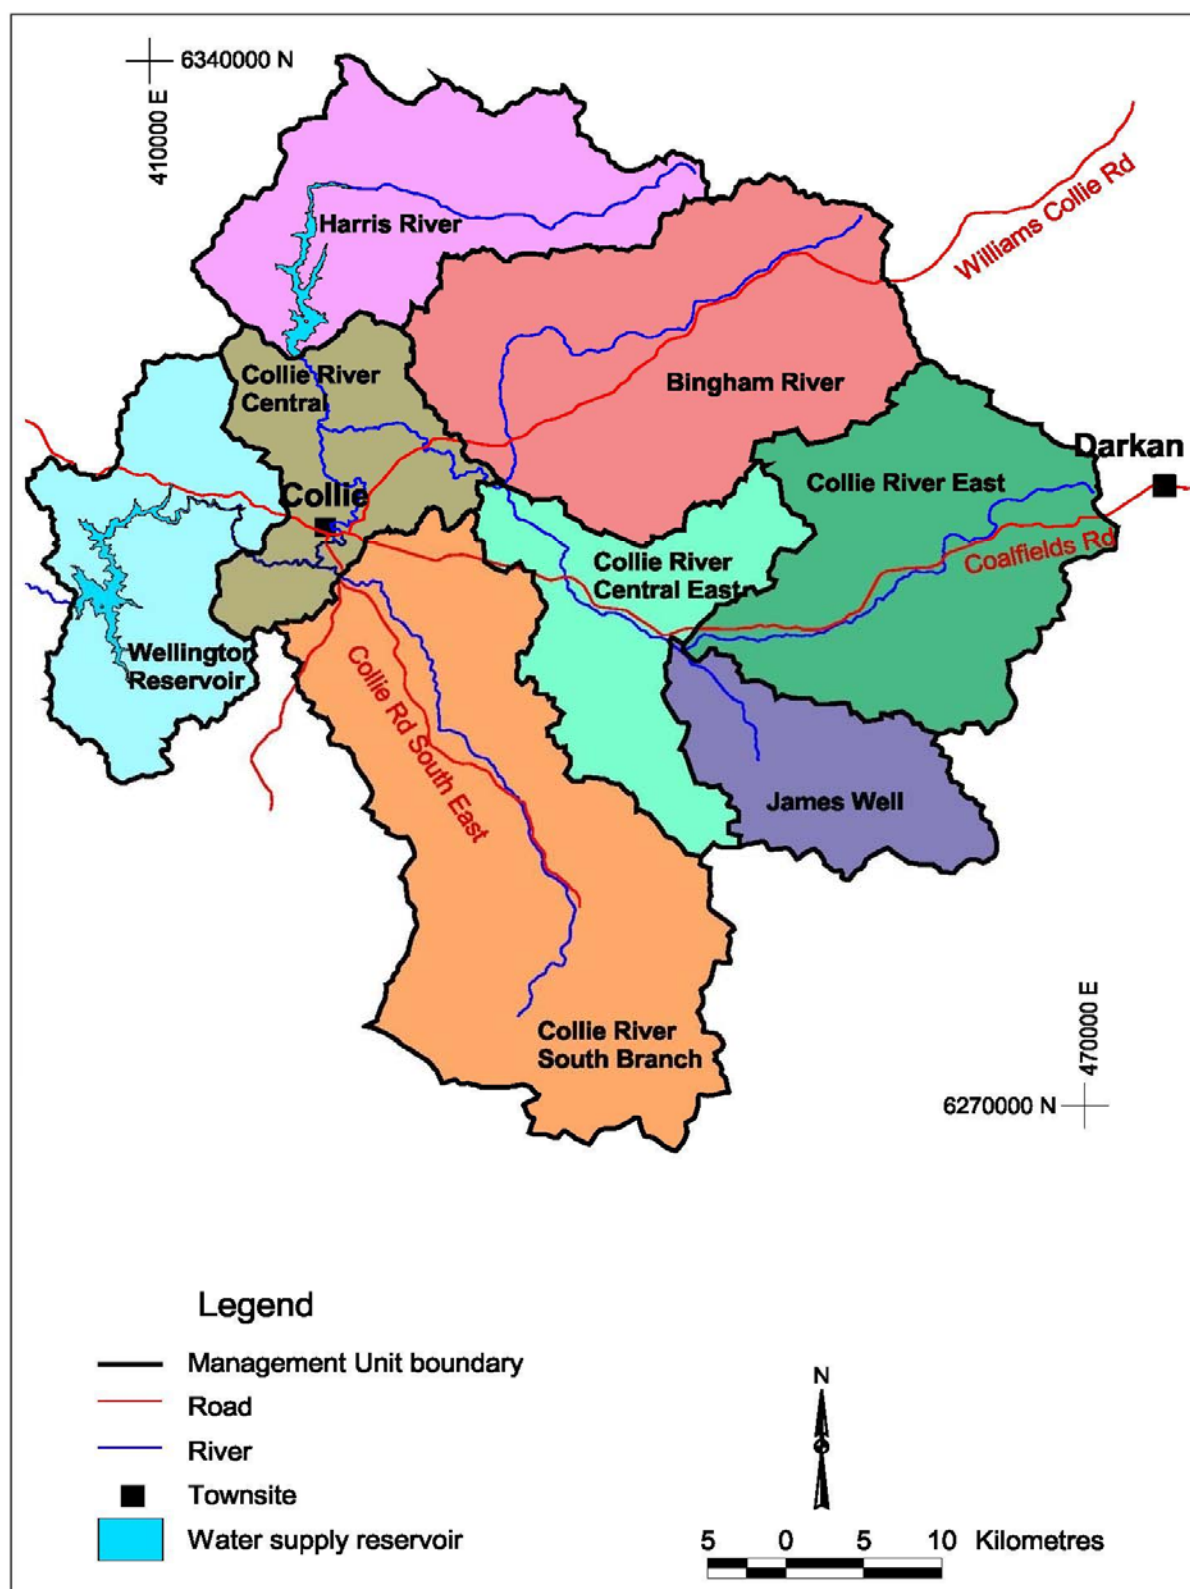 6340000 N
410000 E
Williams Collie Rd
Harris River
Collie River
Central
Bingham River
Darkan
Collie River East
Collie
Coalfields Rd
Collie River
Central East
Wellington
Reservoir
Collie Rd South East
James Well
Collie River
South Branch
470000 E
6270000 N
Legend
Management Unit boundary
Road
River
Townsite
Water supply reservoir
N
5 0 5 10 Kilometres